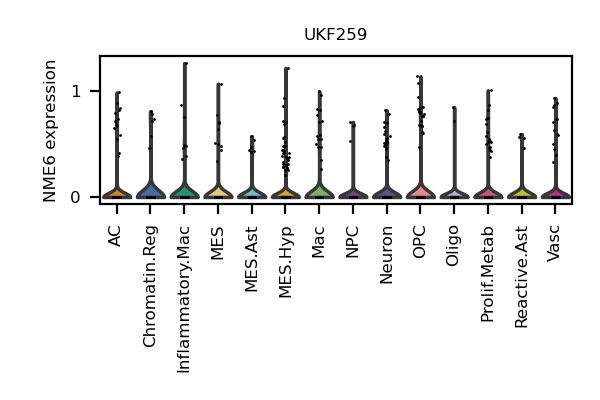 UKF259
NME6 expression
1
0
AC
Chromatin.Reg
Inflammatory.Mac
MES
MES.Ast
MES.Hyp
Mac
NPC
Neuron
OPC
Oligo
Prolif.Metab
Reactive.Ast
Vasc